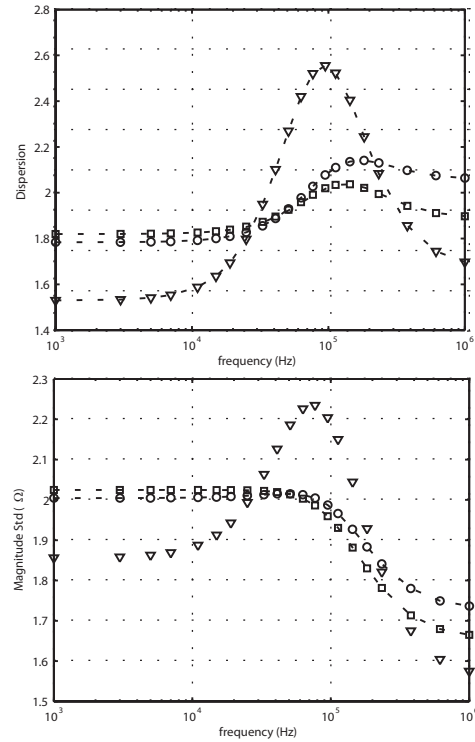 2.8
2.6
2.4
2.2
2
1.8
1.6
1.4
Dispersion
10³ 10⁴ 10⁵ 10⁶
frequency (Hz)
2.3
2.2
2.1
2.0
1.9
1.8
1.7
1.6
1.5
Magnitude Std ( Ω)
10³ 10⁴ 10⁵ 10⁶
frequency (Hz)